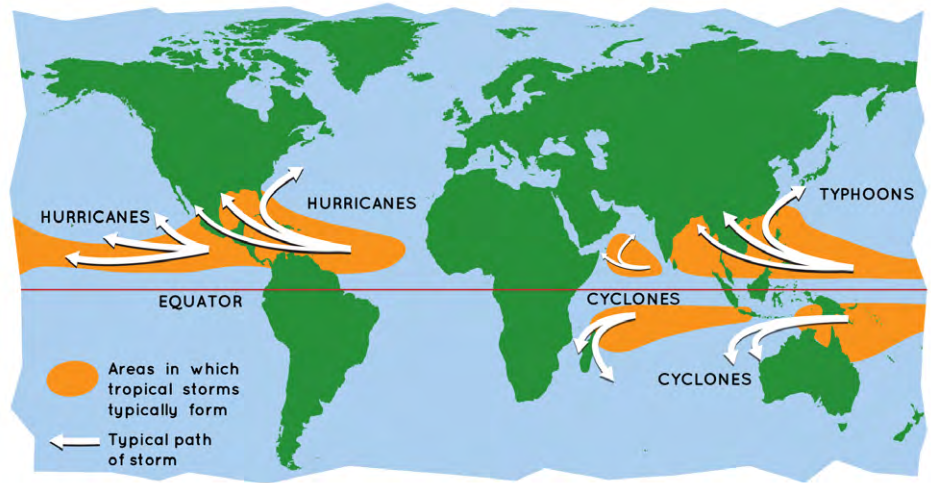 TYPHOONS
HURRICANES
HURRICANES
EQUATOR
CYCLONES
CYCLONES
Areas in which
tropical storms
typically form
Typical path
of storm